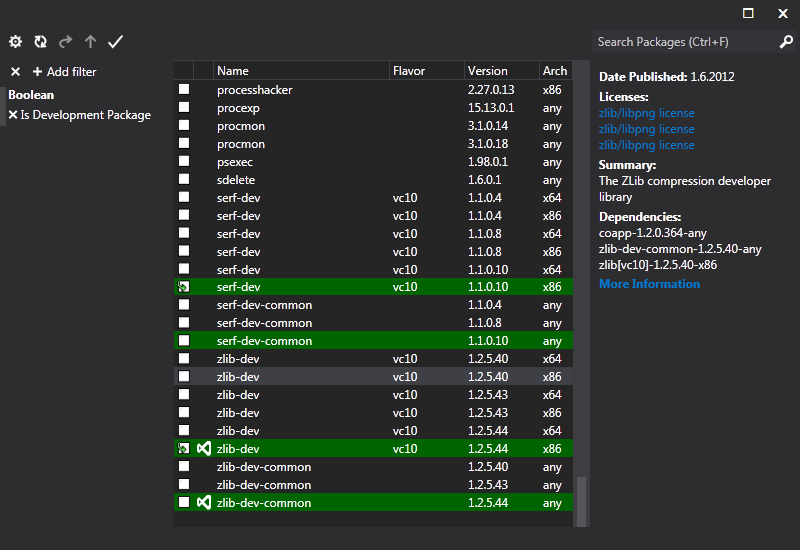 Search Packages (Ctrl+F)
Add filter
Boolean
Is Development Package
Name Flavor Version Arch
processhacker 2.27.0.13 x86
procexp 15.13.0.1 any
procmon 3.1.0.14 any
procmon 3.1.0.18 any
psexec 1.98.0.1 any
sdelete 1.6.0.1 any
serf-dev vc10 1.1.0.4 x64
serf-dev vc10 1.1.0.4 x86
serf-dev vc10 1.1.0.8 x64
serf-dev vc10 1.1.0.8 x86
serf-dev vc10 1.1.0.10 x64
serf-dev vc10 1.1.0.10 x86
serf-dev-common 1.1.0.4 any
serf-dev-common 1.1.0.8 any
serf-dev-common 1.1.0.10 any
zlib-dev vc10 1.2.5.40 x64
zlib-dev vc10 1.2.5.40 x86
zlib-dev vc10 1.2.5.43 x64
zlib-dev vc10 1.2.5.43 x86
zlib-dev vc10 1.2.5.44 x64
zlib-dev vc10 1.2.5.44 x86
zlib-dev-common 1.2.5.40 any
zlib-dev-common 1.2.5.43 any
zlib-dev-common 1.2.5.44 any
Date Published: 1.6.2012
Licenses:
zlib/libpng license
zlib/libpng license
zlib/libpng license
Summary:
The ZLib compression developer
library
Dependencies:
coapp-1.2.0.364-any
zlib-dev-common-1.2.5.40-any
zlib[vc10]-1.2.5.40-x86
More Information